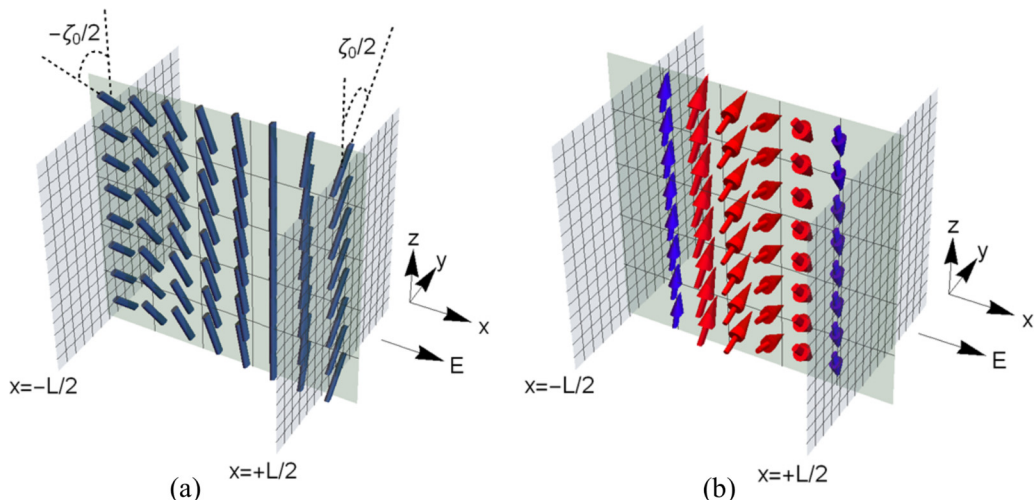 −ζ₀/2
ζ₀/2
z
y
x
E
x=−L/2
x=+L/2
(a)
z
y
x
E
x=−L/2
x=+L/2
(b)